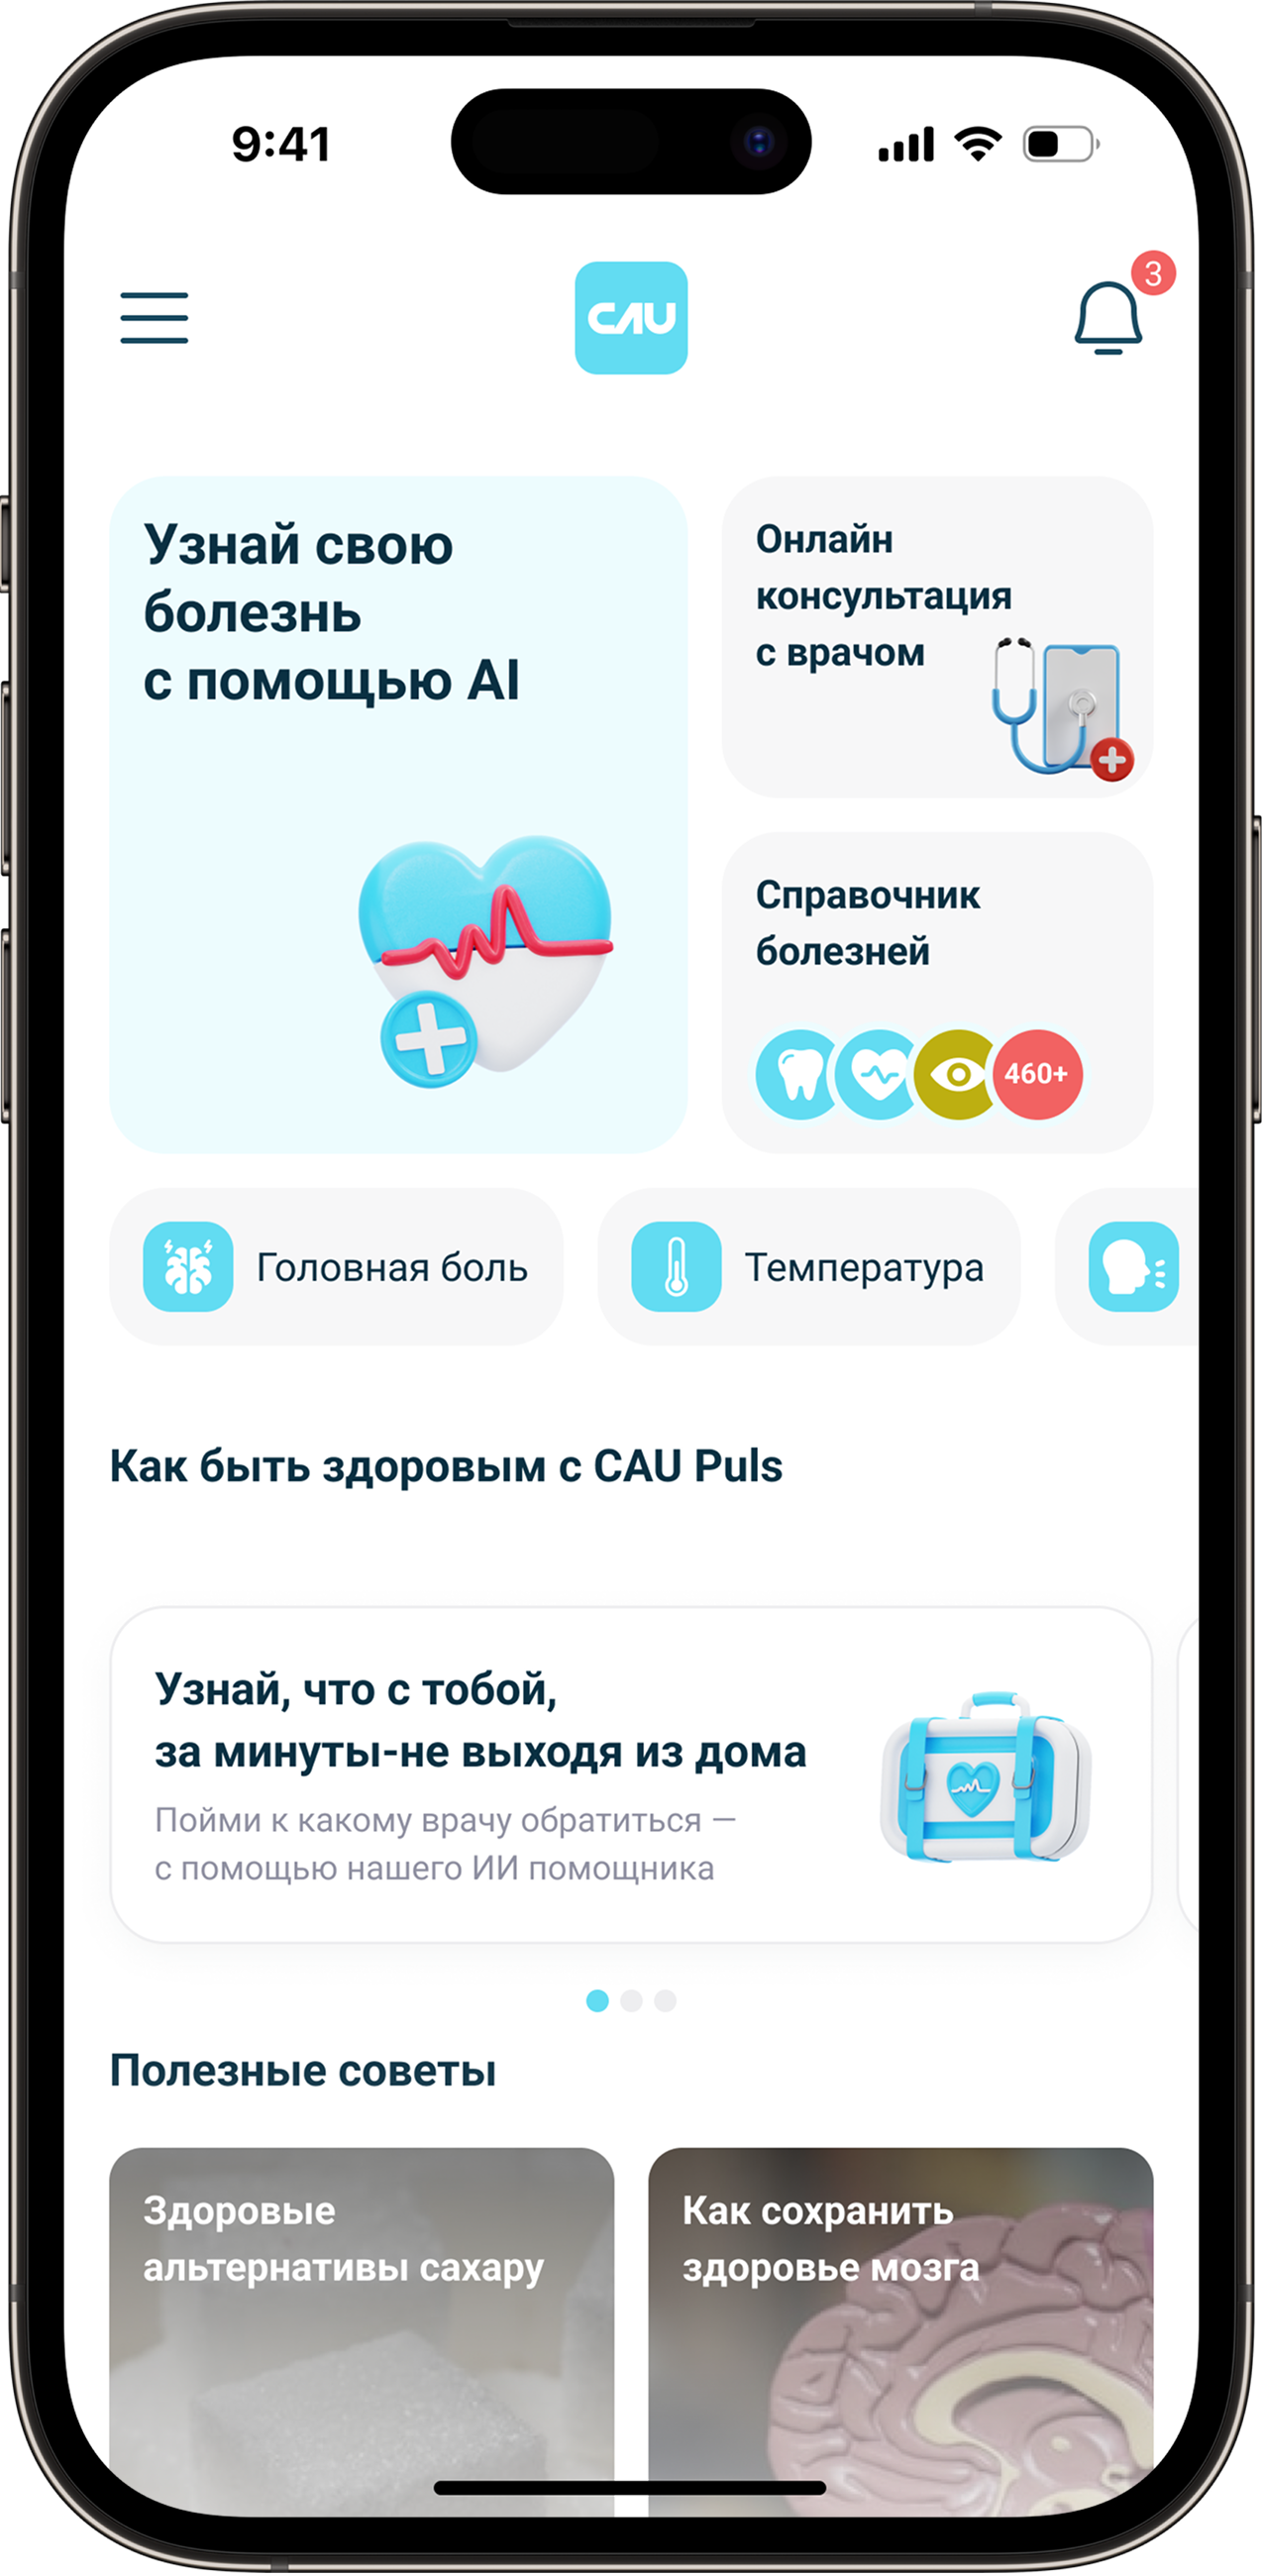 9:41
CAU
3
Узнай свою
болезнь
с помощью AI
Онлайн
консультация
с врачом
Справочник
болезней
460+
Головная боль
Температура
Как быть здоровым с CAU Puls
Узнай, что с тобой,
за минуты-не выходя из дома
Пойми к какому врачу обратиться —
с помощью нашего ИИ помощника
Полезные советы
Здоровые
альтернативы сахару
Как сохранить
здоровье мозга